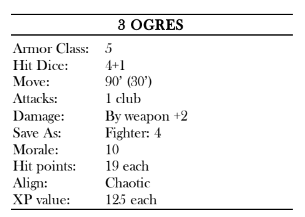 3 OGRES
Armor Class: 5
Hit Dice: 4+1
Move: 90' (30')
Attacks: 1 club
Damage: By weapon +2
Save As: Fighter: 4
Morale: 10
Hit points: 19 each
Align: Chaotic
XP value: 125 each